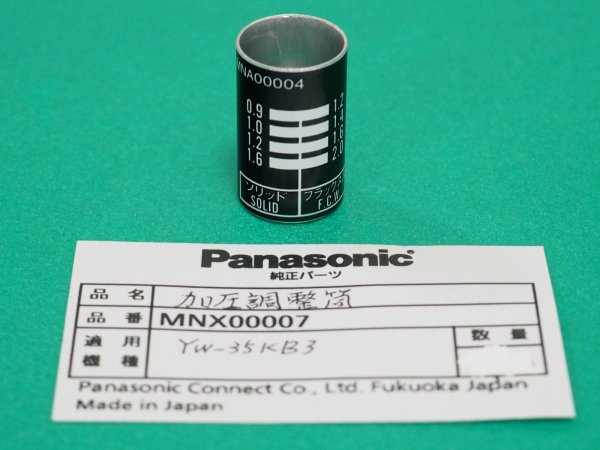 MNA00004
0.9 1.2
1.0 1.4
1.2 1.6
1.6 2.0
ソリッド フラックス
SOLID F.C.W
Panasonic
純正パーツ
品名 加圧調整筒
品番 MNX00007
適用機種 YW-35KB3
数量
Panasonic Connect Co., Ltd. Fukuoka Japan
Made in Japan